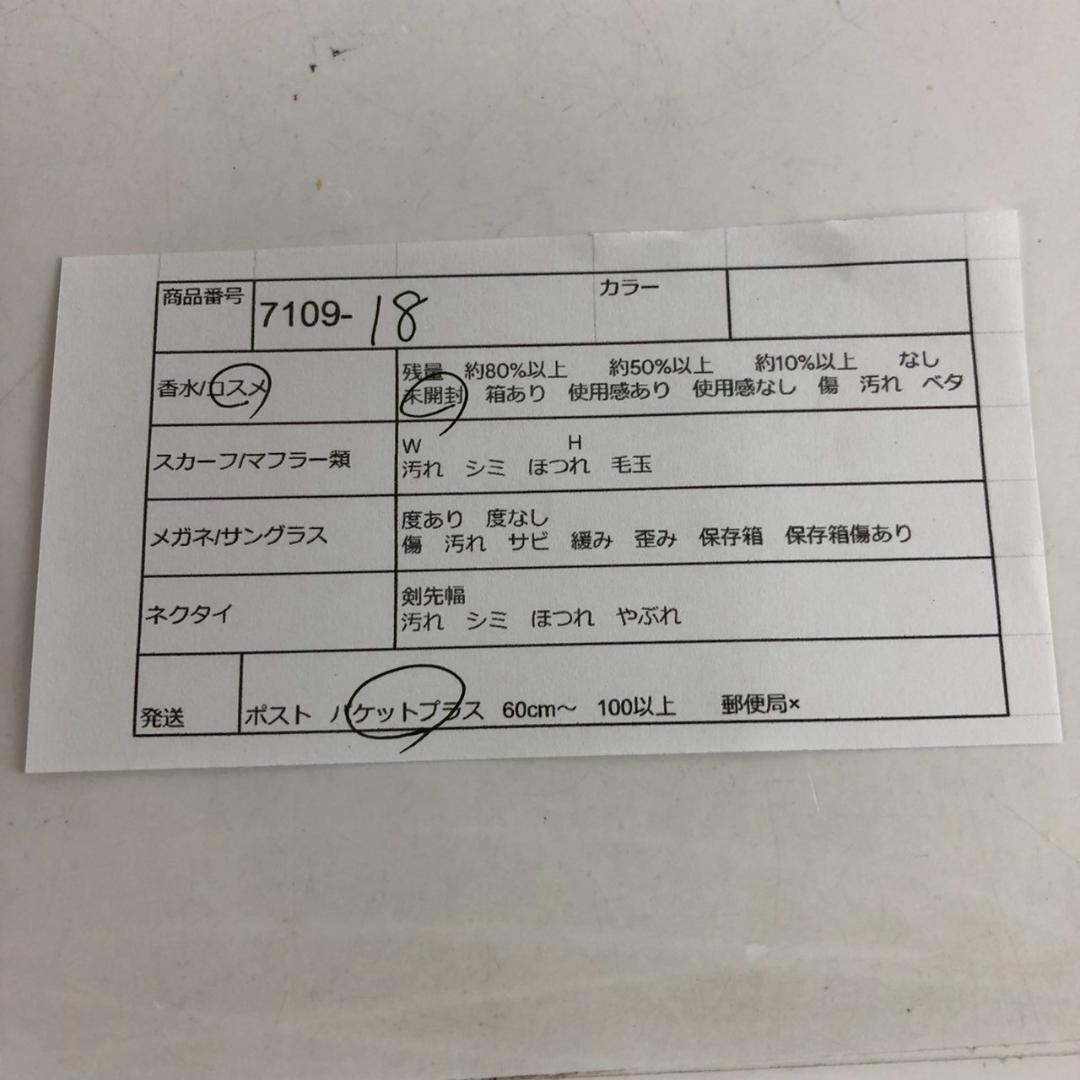 商品番号 7109-18 カラー
香水/コスメ 残量 約80%以上 約50%以上 約10%以上 なし
未開封 箱あり 使用感あり 使用感なし 傷 汚れ ベタ
スカーフ/マフラー類 W H
汚れ シミ ほつれ 毛玉
メガネ/サングラス 度あり 度なし
傷 汚れ サビ 緩み 歪み 保存箱 保存箱傷あり
ネクタイ 剣先幅
汚れ シミ ほつれ やぶれ
発送 ポスト パケットプラス 60cm〜 100以上 郵便局×